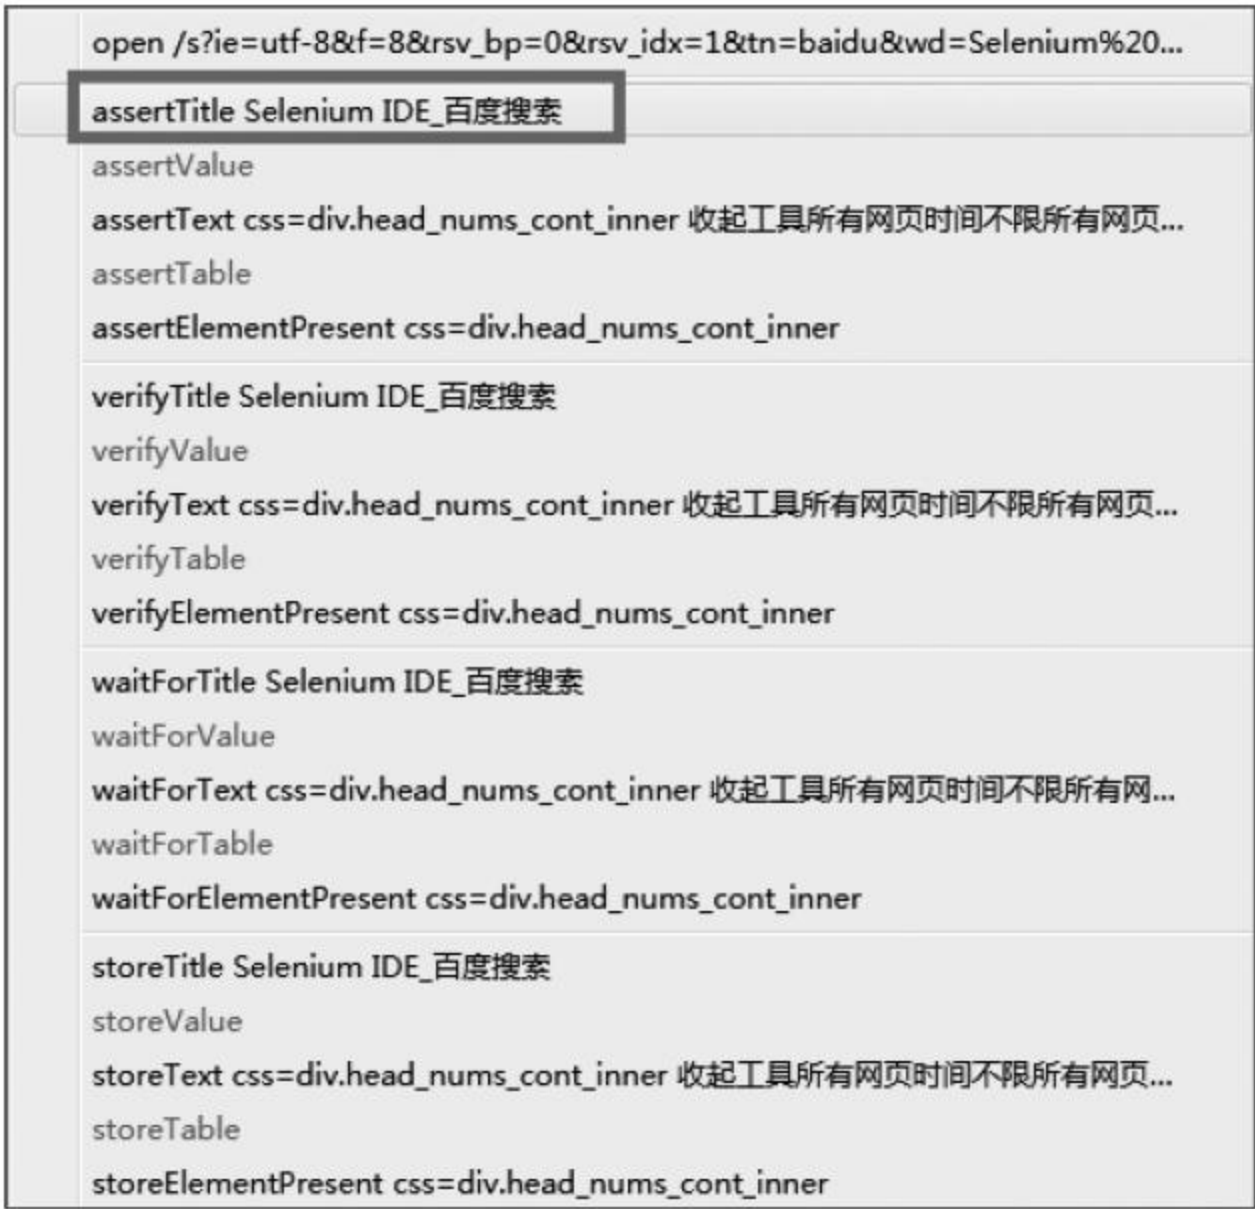 open /s?ie=utf-8&f=8&rsv_bp=0&rsv_idx=1&tn=baidu&wd=Selenium%20...
assertTitle Selenium IDE_百度搜索
assertValue
assertText css=div.head_nums_cont_inner 收起工具所有网页时间不限所有网页...
assertTable
assertElementPresent css=div.head_nums_cont_inner
verifyTitle Selenium IDE_百度搜索
verifyValue
verifyText css=div.head_nums_cont_inner 收起工具所有网页时间不限所有网页...
verifyTable
verifyElementPresent css=div.head_nums_cont_inner
waitForTitle Selenium IDE_百度搜索
waitForValue
waitForText css=div.head_nums_cont_inner 收起工具所有网页时间不限所有网...
waitForTable
waitForElementPresent css=div.head_nums_cont_inner
storeTitle Selenium IDE_百度搜索
storeValue
storeText css=div.head_nums_cont_inner 收起工具所有网页时间不限所有网页...
storeTable
storeElementPresent css=div.head_nums_cont_inner